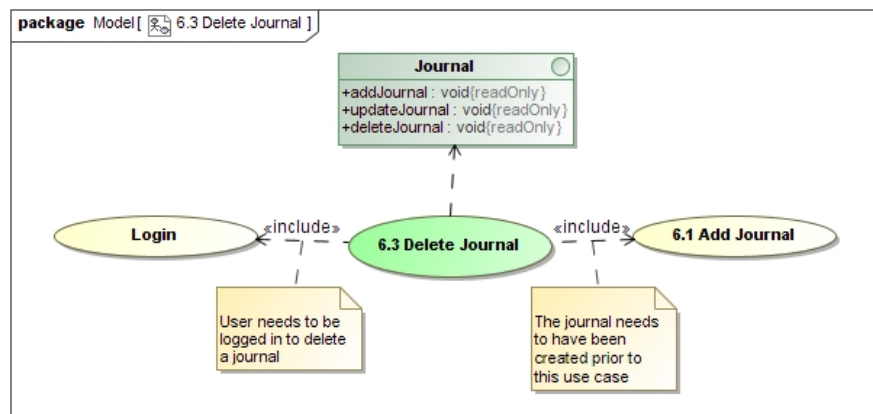 package Model[ 6.3 Delete Journal ]
Journal
+addJournal : void{readOnly}
+updateJournal : void{readOnly}
+deleteJournal : void{readOnly}
«include»
«include»
Login
6.3 Delete Journal
6.1 Add Journal
User needs to be
logged in to delete
a journal
The journal needs
to have been
created prior to
this use case